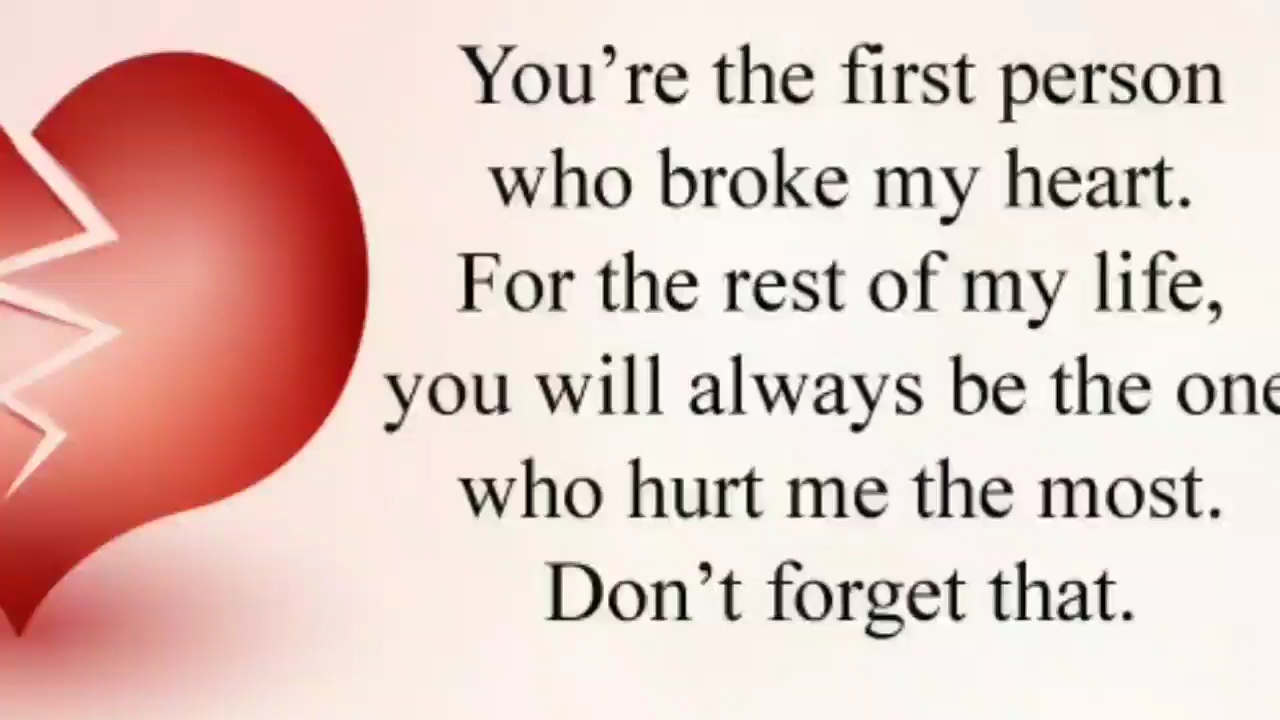 You’re the first person
who broke my heart.
For the rest of my life,
you will always be the one
who hurt me the most.
Don’t forget that.